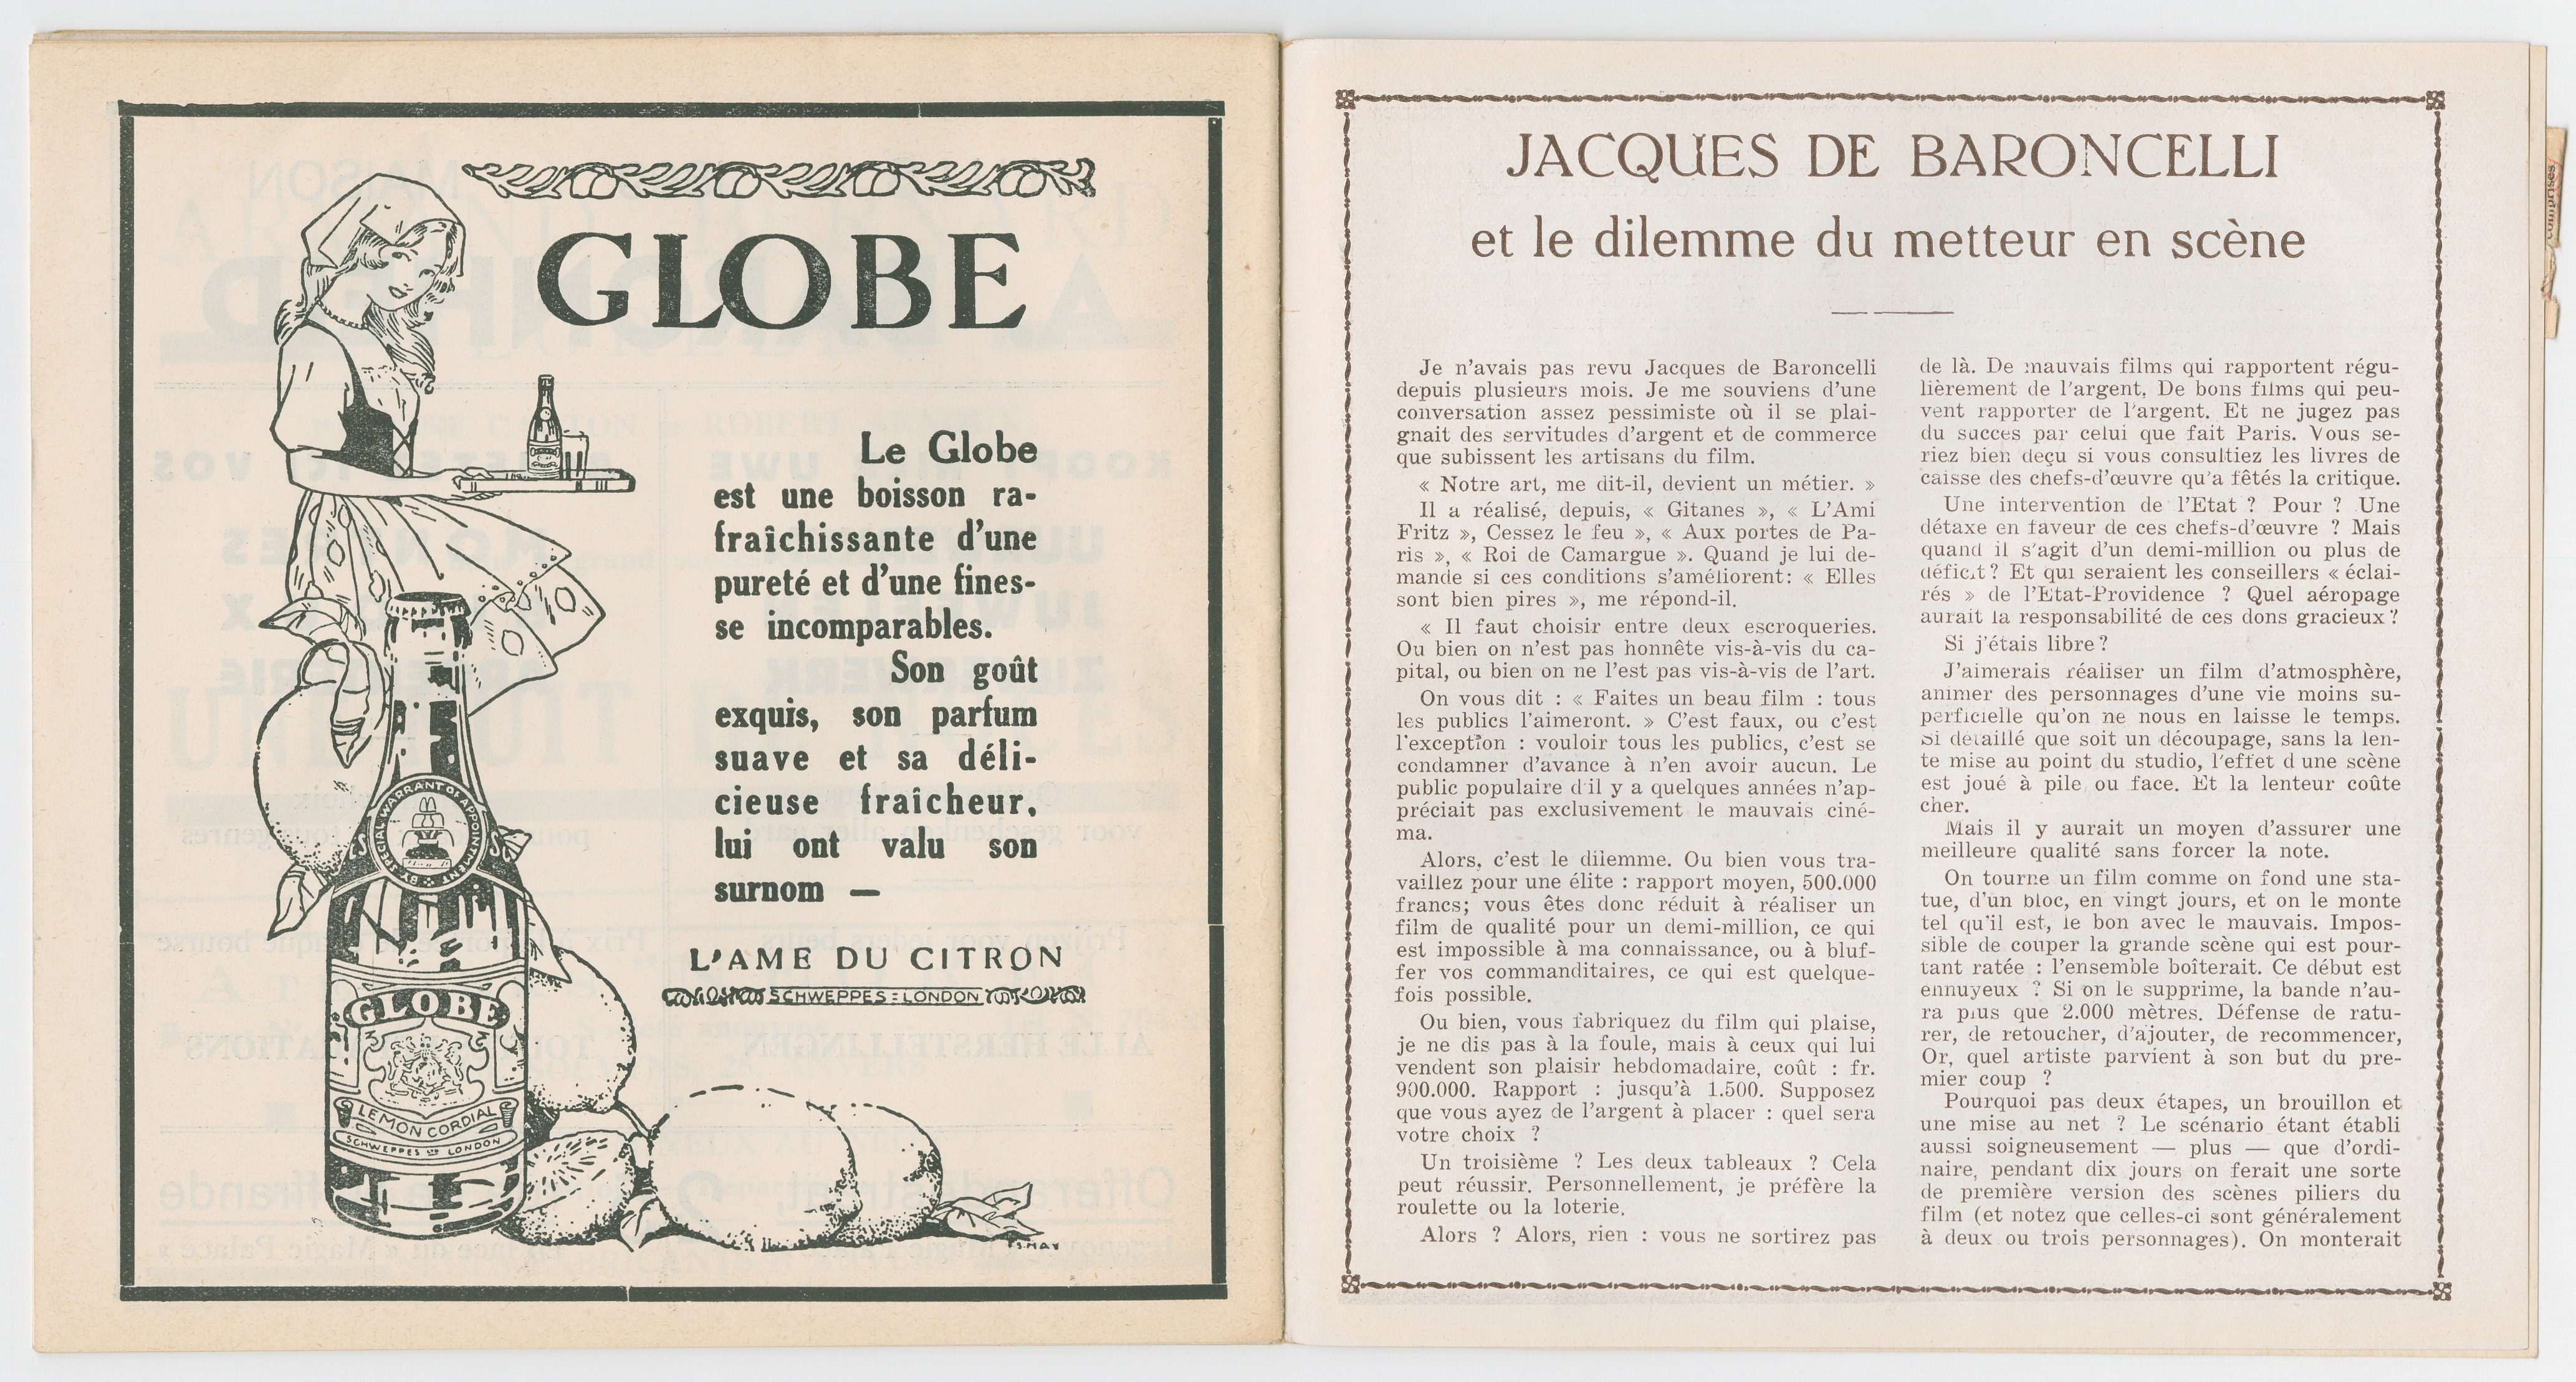 GLOBE
Le Globe
est une boisson ra-
fraîchissante d'une
pureté et d'une fines-
se incomparables.
Son goût
exquis, son parfum
suave et sa déli-
cieuse fraîcheur,
lui ont valu son
surnom —
L'AME DU CITRON
SCHWEPPES = LONDON
BY SPECIAL WARRANT OF APPOINTMENT
GLOBE
LEMON CORDIAL
SCHWEPPES LTD LONDON
JACQUES DE BARONCELLI
et le dilemme du metteur en scène
Je n'avais pas revu Jacques de Baroncelli
depuis plusieurs mois. Je me souviens d'une
conversation assez pessimiste où il se plai-
gnait des servitudes d'argent et de commerce
que subissent les artisans du film.
« Notre art, me dit-il, devient un métier. »
Il a réalisé, depuis, « Gitanes », « L'Ami
Fritz », Cessez le feu », « Aux portes de Pa-
ris », « Roi de Camargue ». Quand je lui de-
mande si ces conditions s'améliorent: « Elles
sont bien pires », me répond-il.
« Il faut choisir entre deux escroqueries.
Ou bien on n'est pas honnête vis-à-vis du ca-
pital, ou bien on ne l'est pas vis-à-vis de l'art.
On vous dit : « Faites un beau film : tous
les publics l'aimeront. » C'est faux, ou c'est
l'exception : vouloir tous les publics, c'est se
condamner d'avance à n'en avoir aucun. Le
public populaire d'il y a quelques années n'ap-
préciait pas exclusivement le mauvais ciné-
ma.
Alors, c'est le dilemme. Ou bien vous tra-
vaillez pour une élite : rapport moyen, 500.000
francs; vous êtes donc réduit à réaliser un
film de qualité pour un demi-million, ce qui
est impossible à ma connaissance, ou à bluf-
fer vos commanditaires, ce qui est quelque-
fois possible.
Ou bien, vous fabriquez du film qui plaise,
je ne dis pas à la foule, mais à ceux qui lui
vendent son plaisir hebdomadaire, coût : fr.
900.000. Rapport : jusqu'à 1.500. Supposez
que vous ayez de l'argent à placer : quel sera
votre choix ?
Un troisième ? Les deux tableaux ? Cela
peut réussir. Personnellement, je préfère la
roulette ou la loterie.
Alors ? Alors, rien : vous ne sortirez pas
de là. De mauvais films qui rapportent régu-
lièrement de l'argent. De bons films qui peu-
vent rapporter de l'argent. Et ne jugez pas
du succes par celui que fait Paris. Vous se-
riez bien deçu si vous consultiez les livres de
caisse des chefs-d'œuvre qu'a fêtés la critique.
Une intervention de l'Etat ? Pour ? Une
détaxe en faveur de ces chefs-d'œuvre ? Mais
quand il s'agit d'un demi-million ou plus de
déficit? Et qui seraient les conseillers « éclai-
rés » de l'Etat-Providence ? Quel aéropage
aurait la responsabilité de ces dons gracieux ?
Si j'étais libre ?
J'aimerais réaliser un film d'atmosphère,
animer des personnages d'une vie moins su-
perficielle qu'on ne nous en laisse le temps.
Si détaillé que soit un découpage, sans la len-
te mise au point du studio, l'effet d une scène
est joué à pile ou face. Et la lenteur coûte
cher.
Mais il y aurait un moyen d'assurer une
meilleure qualité sans forcer la note.
On tourne un film comme on fond une sta-
tue, d'un bloc, en vingt jours, et on le monte
tel qu'il est, le bon avec le mauvais. Impos-
sible de couper la grande scène qui est pour-
tant ratée : l'ensemble boîterait. Ce début est
ennuyeux ? Si on le supprime, la bande n'au-
ra plus que 2.000 mètres. Défense de ratu-
rer, de retoucher, d'ajouter, de recommencer,
Or, quel artiste parvient à son but du pre-
mier coup ?
Pourquoi pas deux étapes, un brouillon et
une mise au net ? Le scénario étant établi
aussi soigneusement — plus — que d'ordi-
naire, pendant dix jours on ferait une sorte
de première version des scènes piliers du
film (et notez que celles-ci sont généralement
à deux ou trois personnages). On monterait